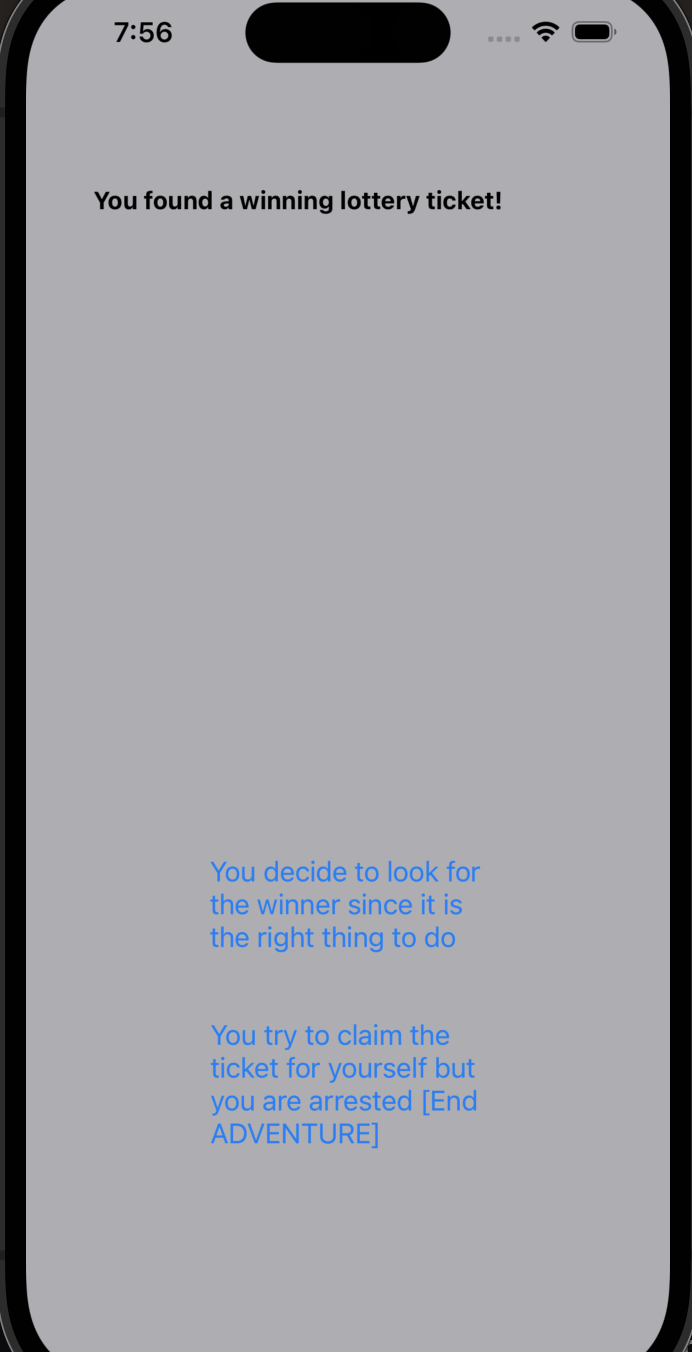 7:56
You found a winning lottery ticket!
You decide to look for
the winner since it is
the right thing to do
You try to claim the
ticket for yourself but
you are arrested [End
ADVENTURE]